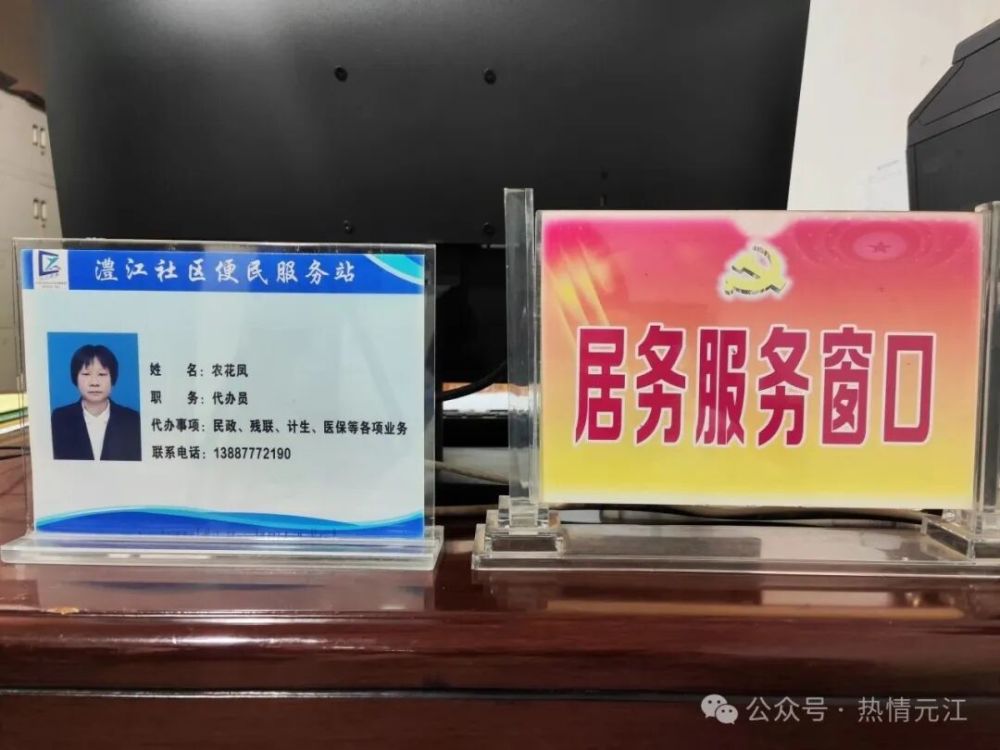 澧江社区便民服务站
姓 名：农花凤
职 务：代办员
代办事项：民政、残联、计生、医保等各项业务
联系电话：13887772190
居务服务窗口
公众号 · 热情元江